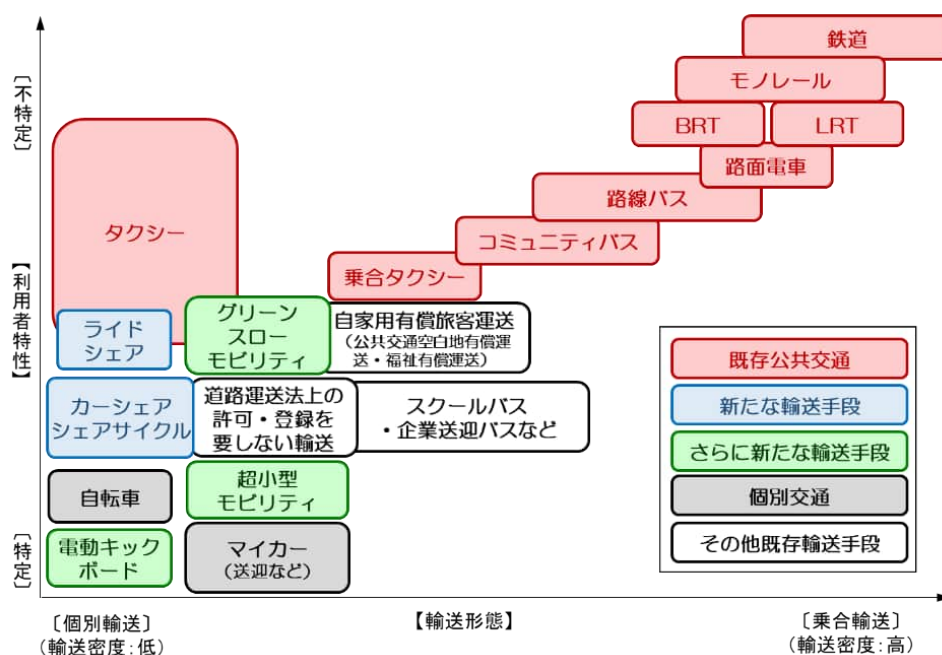 鉄道
モノレール
〔不特定〕
BRT
LRT
路面電車
路線バス
タクシー
コミュニティバス
乗合タクシー
【利用者特性】
ライド
シェア
グリーン
スロー
モビリティ
自家用有償旅客運送
(公共交通空白地有償運
送・福祉有償運送)
カーシェア
シェアサイクル
道路運送法上の
許可・登録を
要しない輸送
スクールバス
・企業送迎バスなど
自転車
超小型
モビリティ
〔特定〕
電動キック
ボード
マイカー
(送迎など)
既存公共交通
新たな輸送手段
さらに新たな輸送手段
個別交通
その他既存輸送手段
〔個別輸送〕
(輸送密度:低)
【輸送形態】
〔乗合輸送〕
(輸送密度:高)